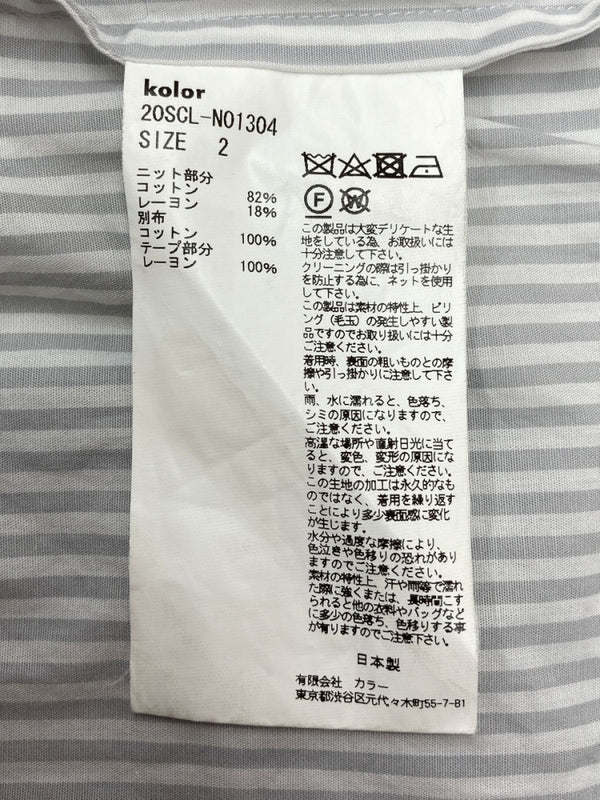 kolor
20SCL-N01304
SIZE 2
ニット部分
コットン 82%
レーヨン 18%
別布
コットン 100%
テープ部分
レーヨン 100%
F W
この製品は大変デリケートな生
地をしている為、お取扱いには
十分注意して下さい。
クリーニングの際は引っ掛かり
を防止する為に、ネットを使用
して下さい。
この製品は素材の特性上、ピリ
ング（毛玉）の発生しやすい製
品ですのでお取り扱いには十分
ご注意ください。
着用時、表面の粗いものとの摩
擦や引っ掛かりに注意して下さ
い。
雨、水に濡れると、色落ち、
シミの原因になりますので、
ご注意ください。
高温な場所や直射日光に当て
ると、変色、変形の原因にな
りますので、ご注意ください。
この生地の加工は永久的なも
のではなく、着用を繰り返す
ことにより多少表面感に変化
が生じます。
水分や過度な摩擦により、
色泣きや色移りの恐れがあり
ますのでご注意ください。
素材の特性上、汗や雨等で濡れ
た際に強くまたは、長時間こす
られると他の衣料やバッグなど
に多少の色落ち、色移りする事
が有りますのでご注意下さい。
日本製
有限会社 カラー
東京都渋谷区元代々木町55-7-B1